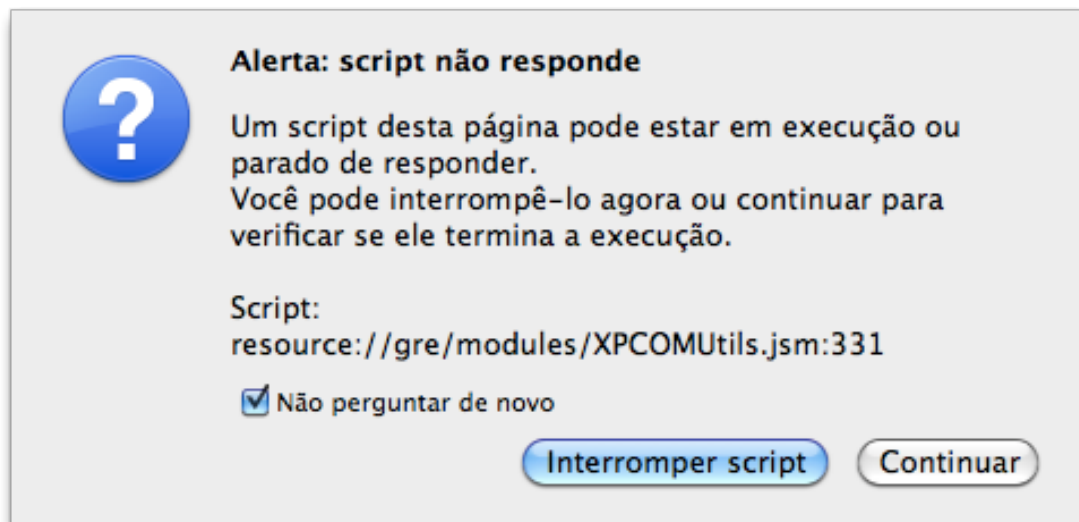 Alerta: script não responde
Um script desta página pode estar em execução ou
parado de responder.
Você pode interrompê-lo agora ou continuar para
verificar se ele termina a execução.
Script:
resource://gre/modules/XPCOMUtils.jsm:331
Não perguntar de novo
Interromper script Continuar